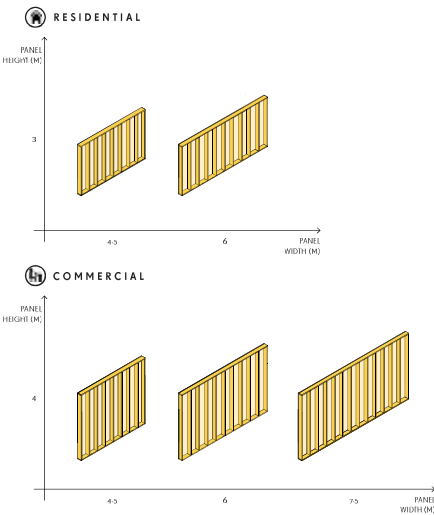 RESIDENTIAL
PANEL
HEIGHT (M)
3
4-5
6
PANEL
WIDTH (M)
COMMERCIAL
PANEL
HEIGHT (M)
4
4-5
6
7-5
PANEL
WIDTH (M)